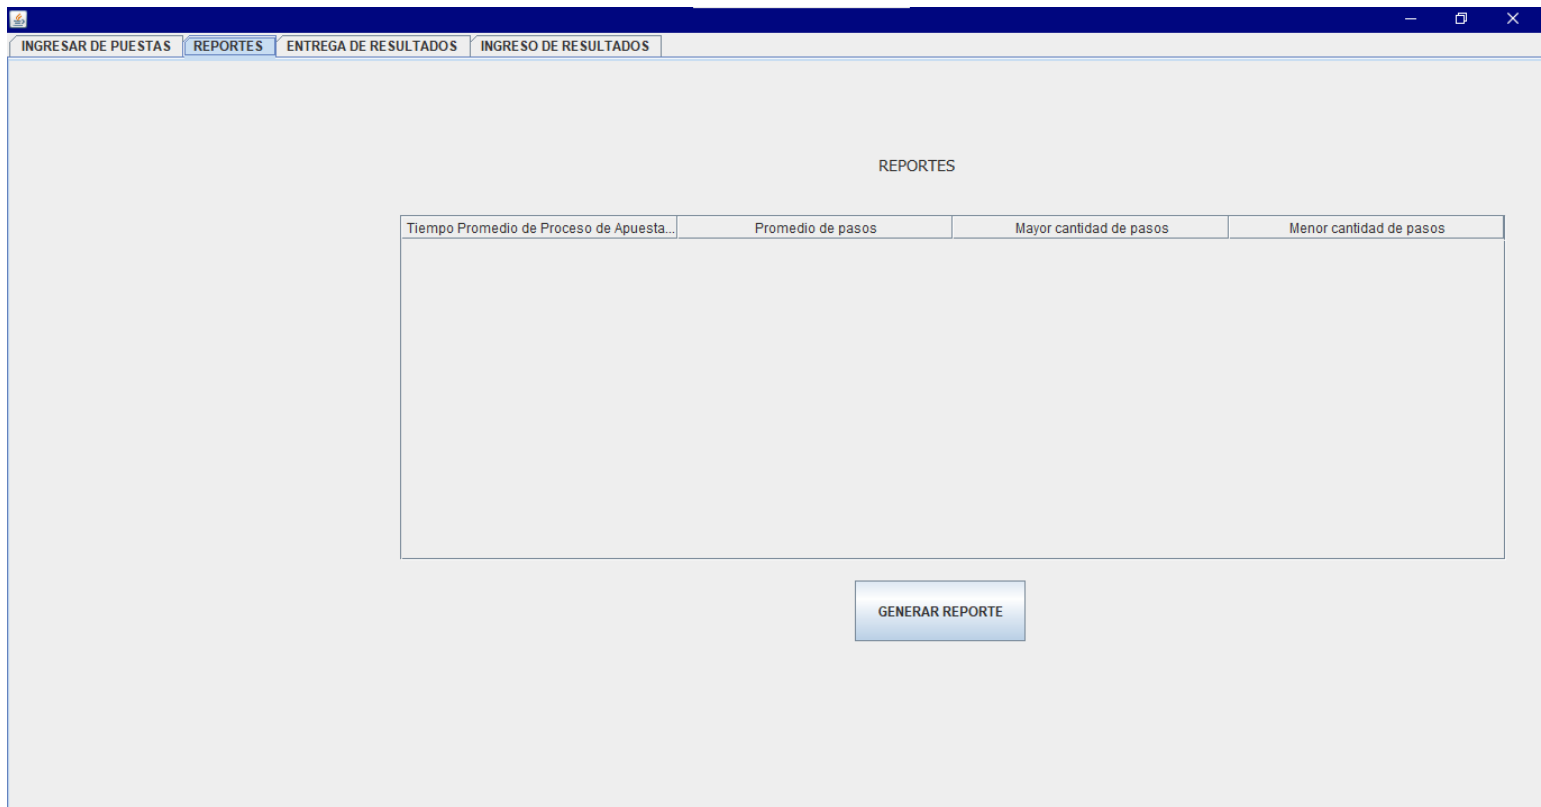 INGRESAR DE PUESTAS REPORTES ENTREGA DE RESULTADOS INGRESO DE RESULTADOS
REPORTES
Tiempo Promedio de Proceso de Apuesta... Promedio de pasos Mayor cantidad de pasos Menor cantidad de pasos
GENERAR REPORTE